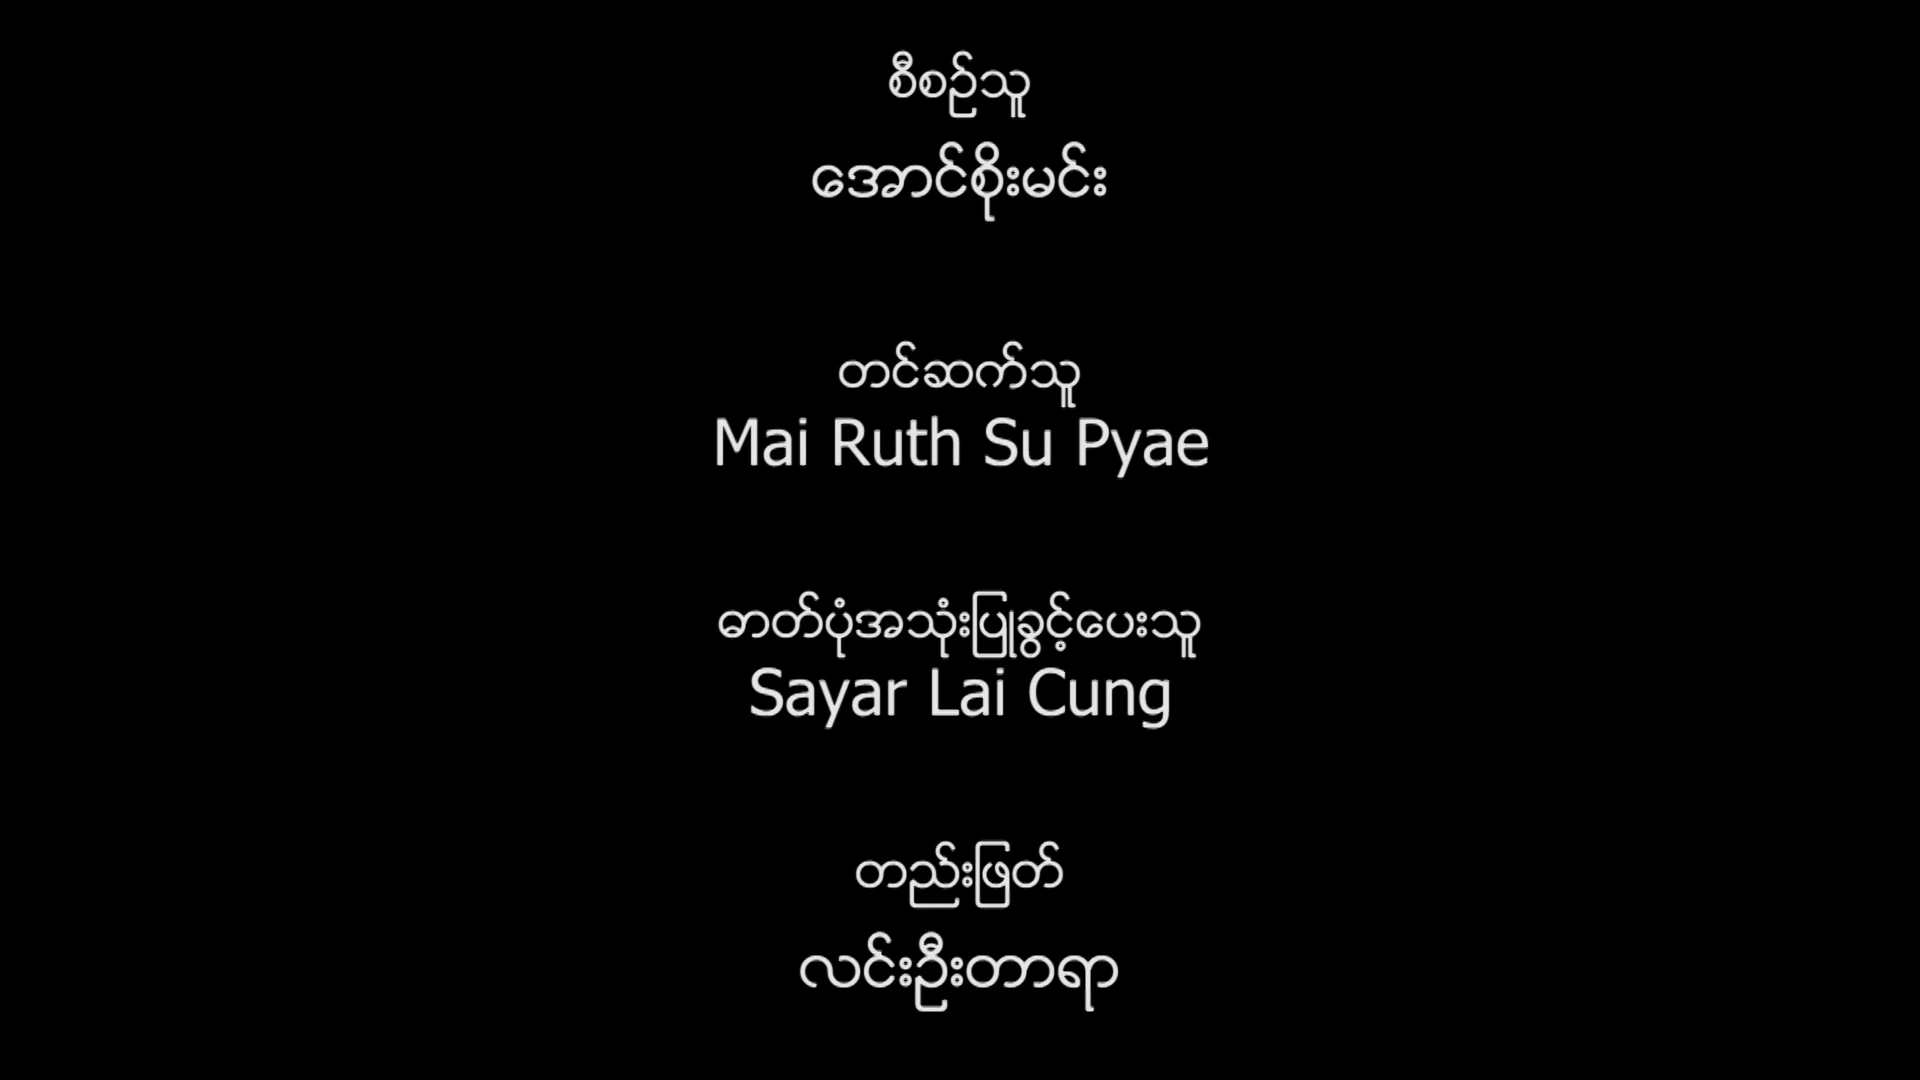 စီစဉ်သူ
အောင်စိုးမင်း
တင်ဆက်သူ
Mai Ruth Su Pyae
ဓာတ်ပုံအသုံးပြုခွင့်ပေးသူ
Sayar Lai Cung
တည်းဖြတ်
လင်းဦးတာရာ